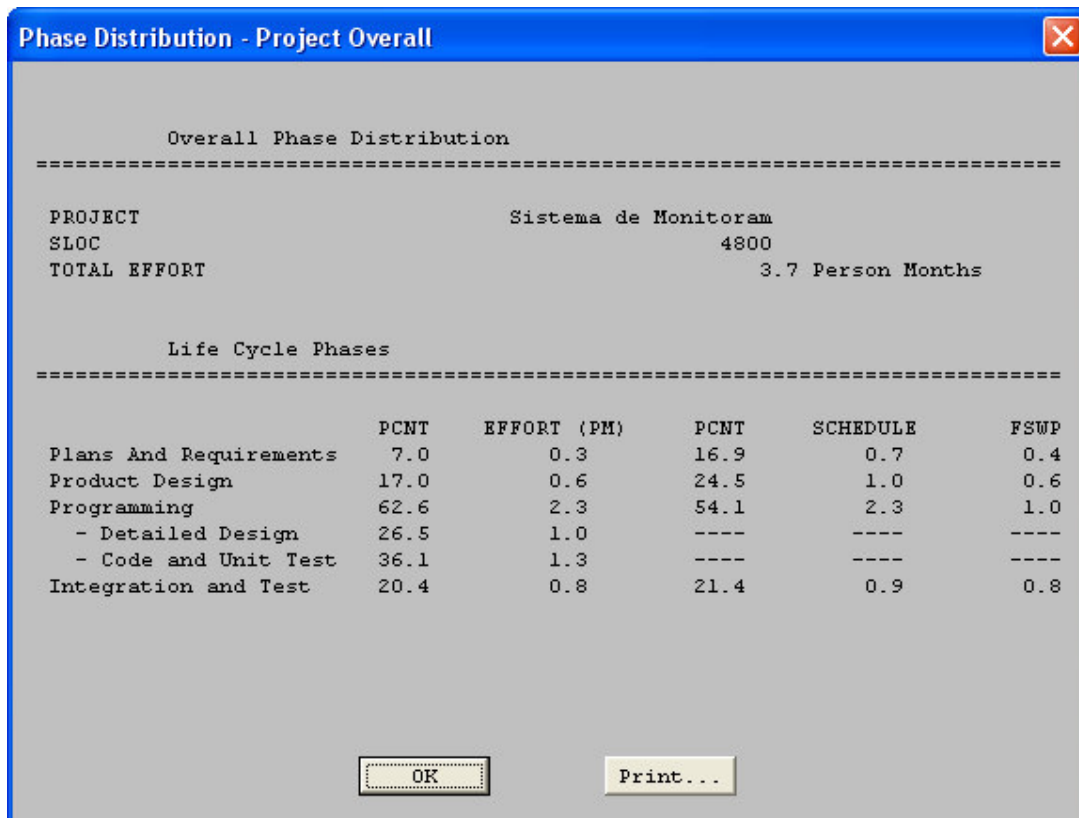 Phase Distribution - Project Overall
Overall Phase Distribution
================================================================================
PROJECT Sistema de Monitoram
SLOC 4800
TOTAL EFFORT 3.7 Person Months
Life Cycle Phases
================================================================================
PCNT EFFORT (PM) PCNT SCHEDULE FSWP
Plans And Requirements 7.0 0.3 16.9 0.7 0.4
Product Design 17.0 0.6 24.5 1.0 0.6
Programming 62.6 2.3 54.1 2.3 1.0
- Detailed Design 26.5 1.0 ---- ---- ----
- Code and Unit Test 36.1 1.3 ---- ---- ----
Integration and Test 20.4 0.8 21.4 0.9 0.8
OK Print...